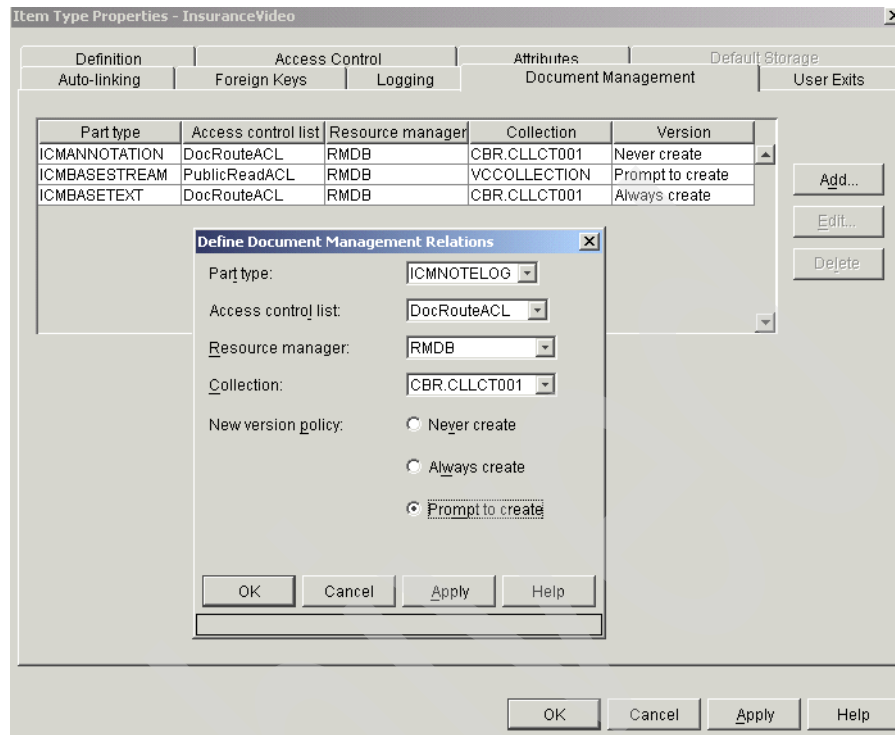 Item Type Properties - InsuranceVideo
Definition Access Control Attributes Default Storage
Auto-linking Foreign Keys Logging Document Management User Exits
Part type Access control list Resource manager Collection Version
ICMANNOTATION DocRouteACL RMDB CBR.CLLCT001 Never create
ICMBASESTREAM PublicReadACL RMDB VCCOLLECTION Prompt to create
ICMBASETEXT DocRouteACL RMDB CBR.CLLCT001 Always create
Add...
Edit...
Delete
Define Document Management Relations
Part type: ICMNOTELOG
Access control list: DocRouteACL
Resource manager: RMDB
Collection: CBR.CLLCT001
New version policy: Never create
Always create
Prompt to create
OK Cancel Apply Help
OK Cancel Apply Help